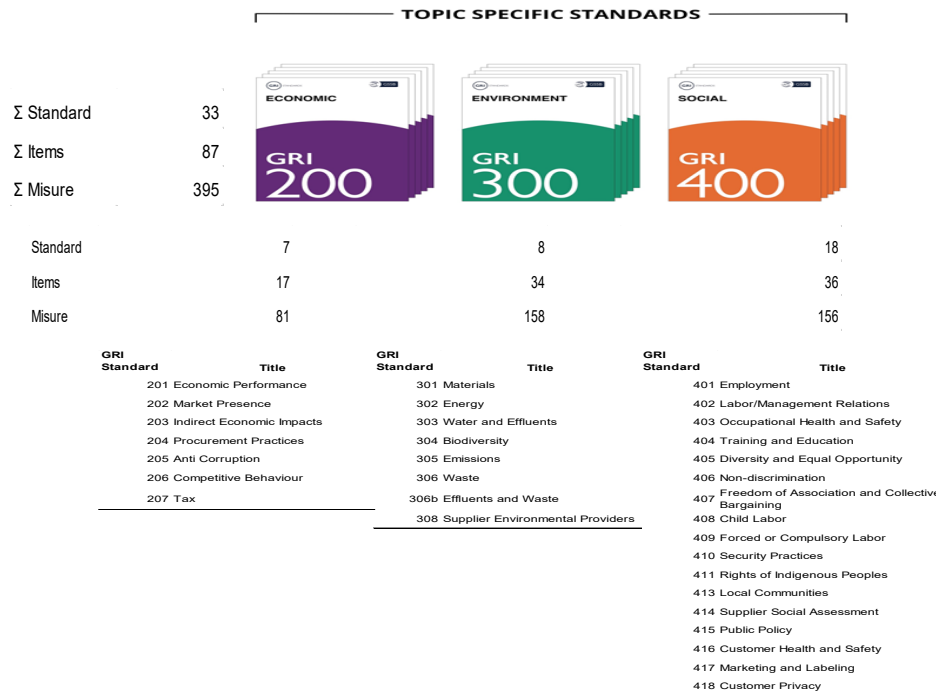 TOPIC SPECIFIC STANDARDS
Σ Standard 33
Σ Items 87
Σ Misure 395
GRI
ECONOMIC
GRI
200
GRI
ENVIRONMENT
GRI
300
GRI
SOCIAL
GRI
400
Standard 7 8 18
Items 17 34 36
Misure 81 158 156
GRI
Standard Title
201 Economic Performance
202 Market Presence
203 Indirect Economic Impacts
204 Procurement Practices
205 Anti Corruption
206 Competitive Behaviour
207 Tax
GRI
Standard Title
301 Materials
302 Energy
303 Water and Effluents
304 Biodiversity
305 Emissions
306 Waste
306b Effluents and Waste
308 Supplier Environmental Providers
GRI
Standard Title
401 Employment
402 Labor/Management Relations
403 Occupational Health and Safety
404 Training and Education
405 Diversity and Equal Opportunity
406 Non-discrimination
407 Freedom of Association and Collective
Bargaining
408 Child Labor
409 Forced or Compulsory Labor
410 Security Practices
411 Rights of Indigenous Peoples
413 Local Communities
414 Supplier Social Assessment
415 Public Policy
416 Customer Health and Safety
417 Marketing and Labeling
418 Customer Privacy